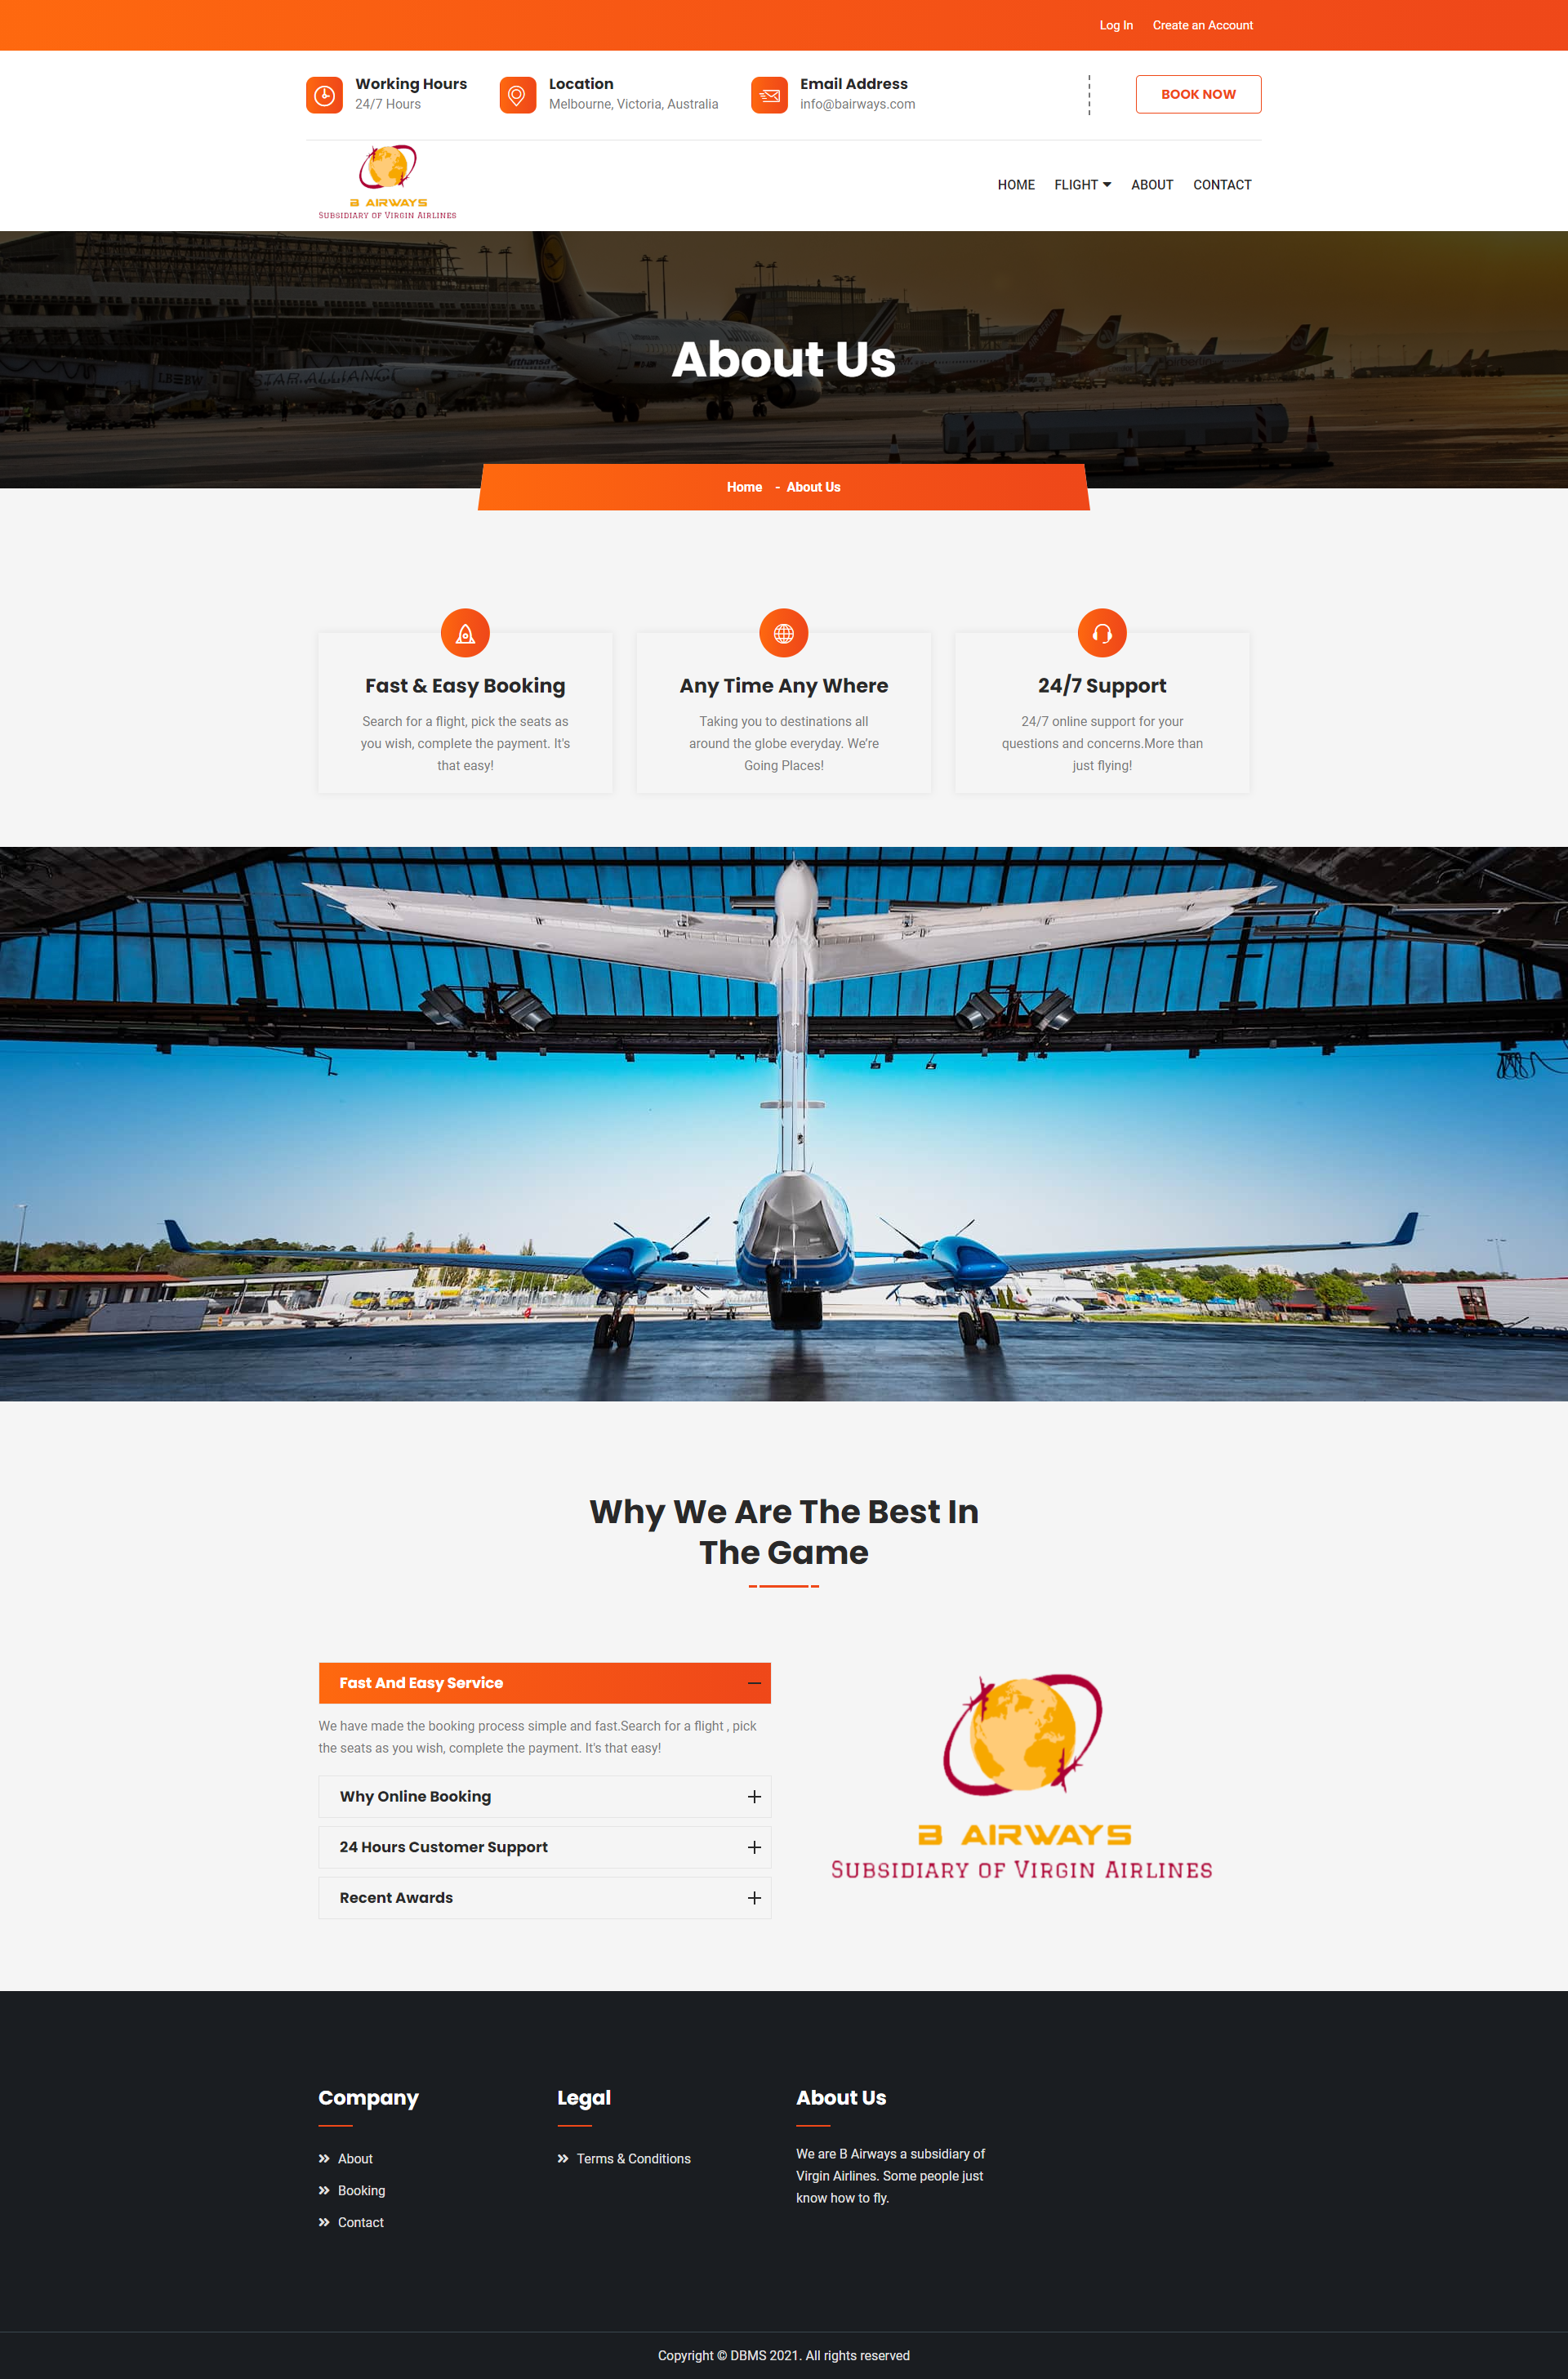 Log In Create an Account
Working Hours
24/7 Hours
Location
Melbourne, Victoria, Australia
Email Address
info@bairways.com
BOOK NOW
B AIRWAYS
Subsidiary of Virgin Airlines
HOME FLIGHT ABOUT CONTACT
Lufthansa
LB≡BW
STAR ALLIANCE
About Us
Home - About Us
Fast & Easy Booking
Search for a flight, pick the seats as
you wish, complete the payment. It's
that easy!
Any Time Any Where
Taking you to destinations all
around the globe everyday. We're
Going Places!
24/7 Support
24/7 online support for your
questions and concerns.More than
just flying!
Why We Are The Best In
The Game
Fast And Easy Service
We have made the booking process simple and fast.Search for a flight , pick
the seats as you wish, complete the payment. It's that easy!
Why Online Booking
24 Hours Customer Support
Recent Awards
B AIRWAYS
Subsidiary of Virgin Airlines
Company
About
Booking
Contact
Legal
Terms & Conditions
About Us
We are B Airways a subsidiary of
Virgin Airlines. Some people just
know how to fly.
Copyright © DBMS 2021. All rights reserved